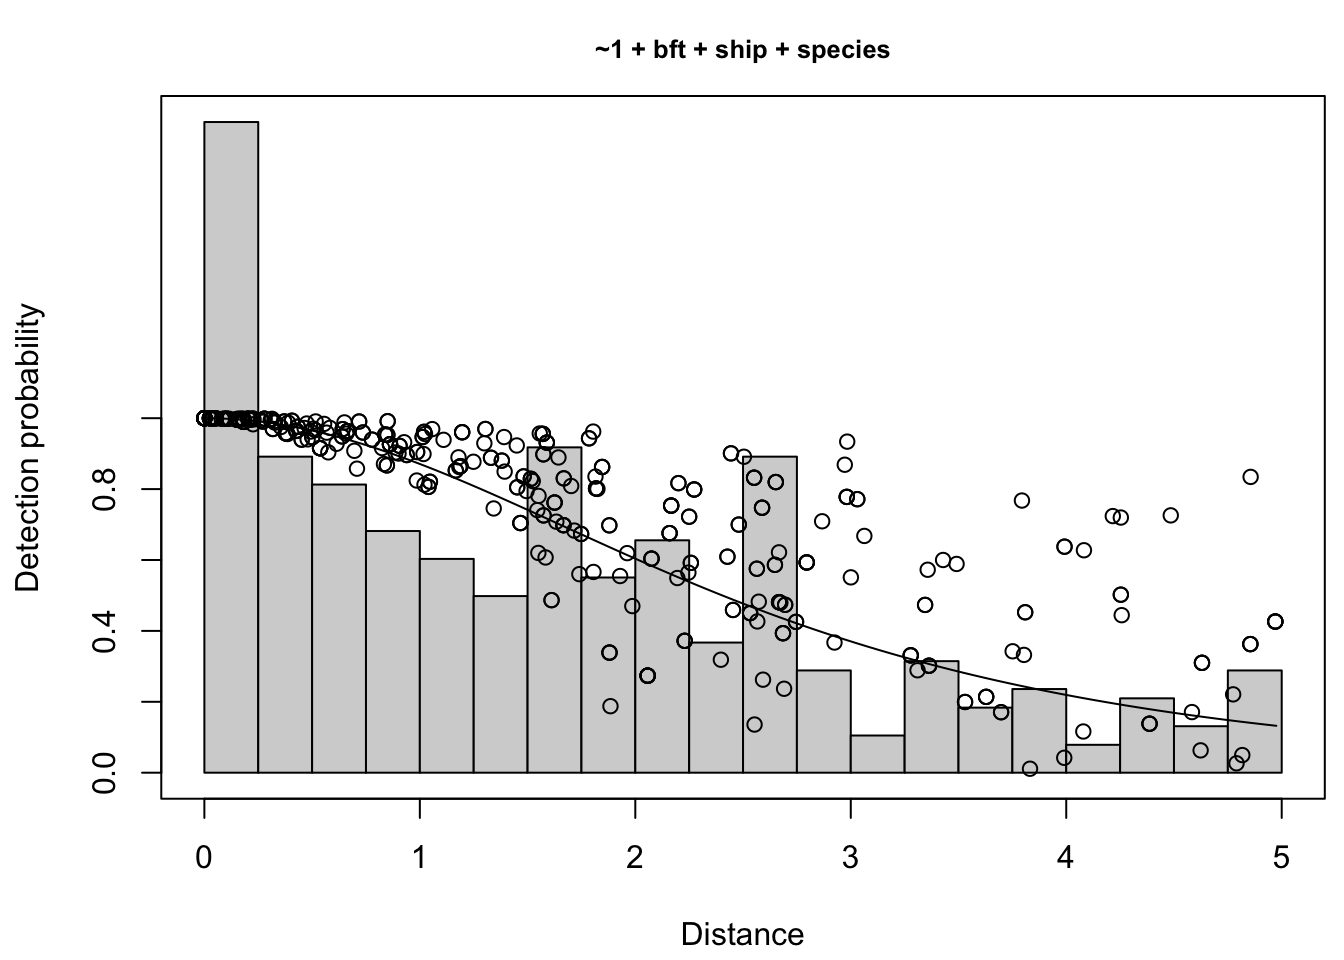 ~1 + bft + ship + species
Detection probability
0.8
0.4
0.0
0 1 2 3 4 5
Distance